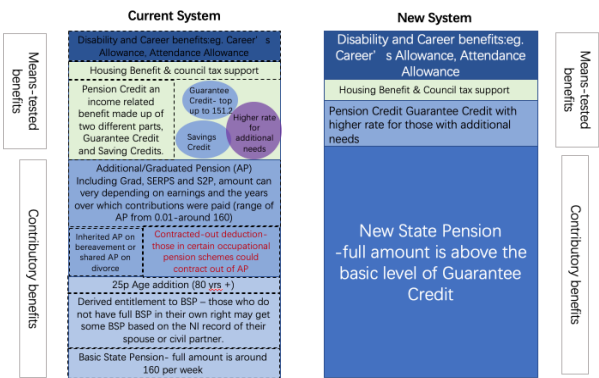 Current System
New System
Means-tested
benefits
Contributory benefits
Disability and Career benefits:eg. Career's
Allowance, Attendance Allowance
Housing Benefit & council tax support
Pension Credit an
income related
benefit made up of
two different parts,
Guarantee Credit
and Saving Credits.
Guarantee
Credit- top
up to 151.2
Savings
Credit
Higher rate
for
additional
needs
Additional/Graduated Pension (AP)
Including Grad, SERPS and S2P, amount can
very depending on earnings and the years
over which contributions were paid (range of
AP from 0.01-around 160)
Inherited AP on
bereavement or
shared AP on
divorce
Contracted-out deduction-
those in certain occupational
pension schemes could
contract out of AP
25p Age addition (80 yrs +)
Derived entitlement to BSP – those who do
not have full BSP in their own right may get
some BSP based on the NI record of their
spouse or civil partner.
Basic State Pension- full amount is around
160 per week
Disability and Career benefits:eg.
Career's Allowance, Attendance
Allowance
Housing Benefit & Council tax support
Pension Credit Guarantee Credit with
higher rate for those with additional
needs
New State Pension
-full amount is above the
basic level of Guarantee
Credit
Means-tested
benefits
Contributory benefits